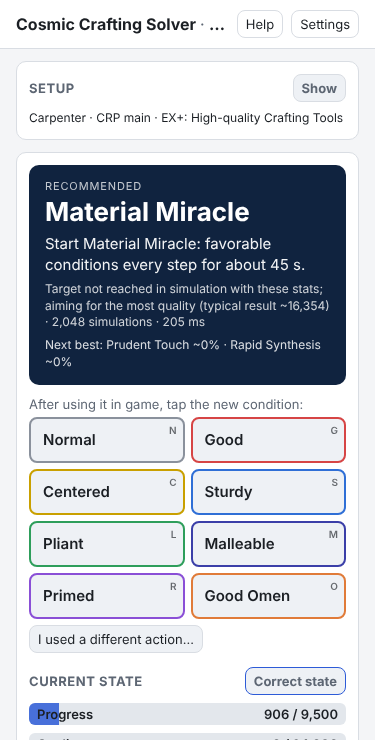 Cosmic Crafting Solver · ...
Help
Settings
SETUP
Show
Carpenter · CRP main · EX+: High-quality Crafting Tools
RECOMMENDED
Material Miracle
Start Material Miracle: favorable
conditions every step for about 45 s.
Target not reached in simulation with these stats;
aiming for the most quality (typical result ~16,354)
· 2,048 simulations · 205 ms
Next best: Prudent Touch ~0% · Rapid Synthesis
~0%
After using it in game, tap the new condition:
Normal N
Good G
Centered C
Sturdy S
Pliant L
Malleable M
Primed R
Good Omen O
I used a different action...
CURRENT STATE
Correct state
Progress 906 / 9,500